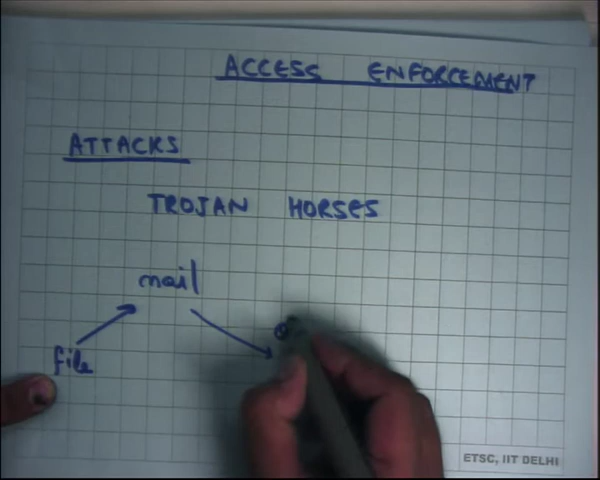 ACCESS ENFORCEMENT
ATTACKS
TROJAN HORSES
mail
file
ETSC, IIT DELHI